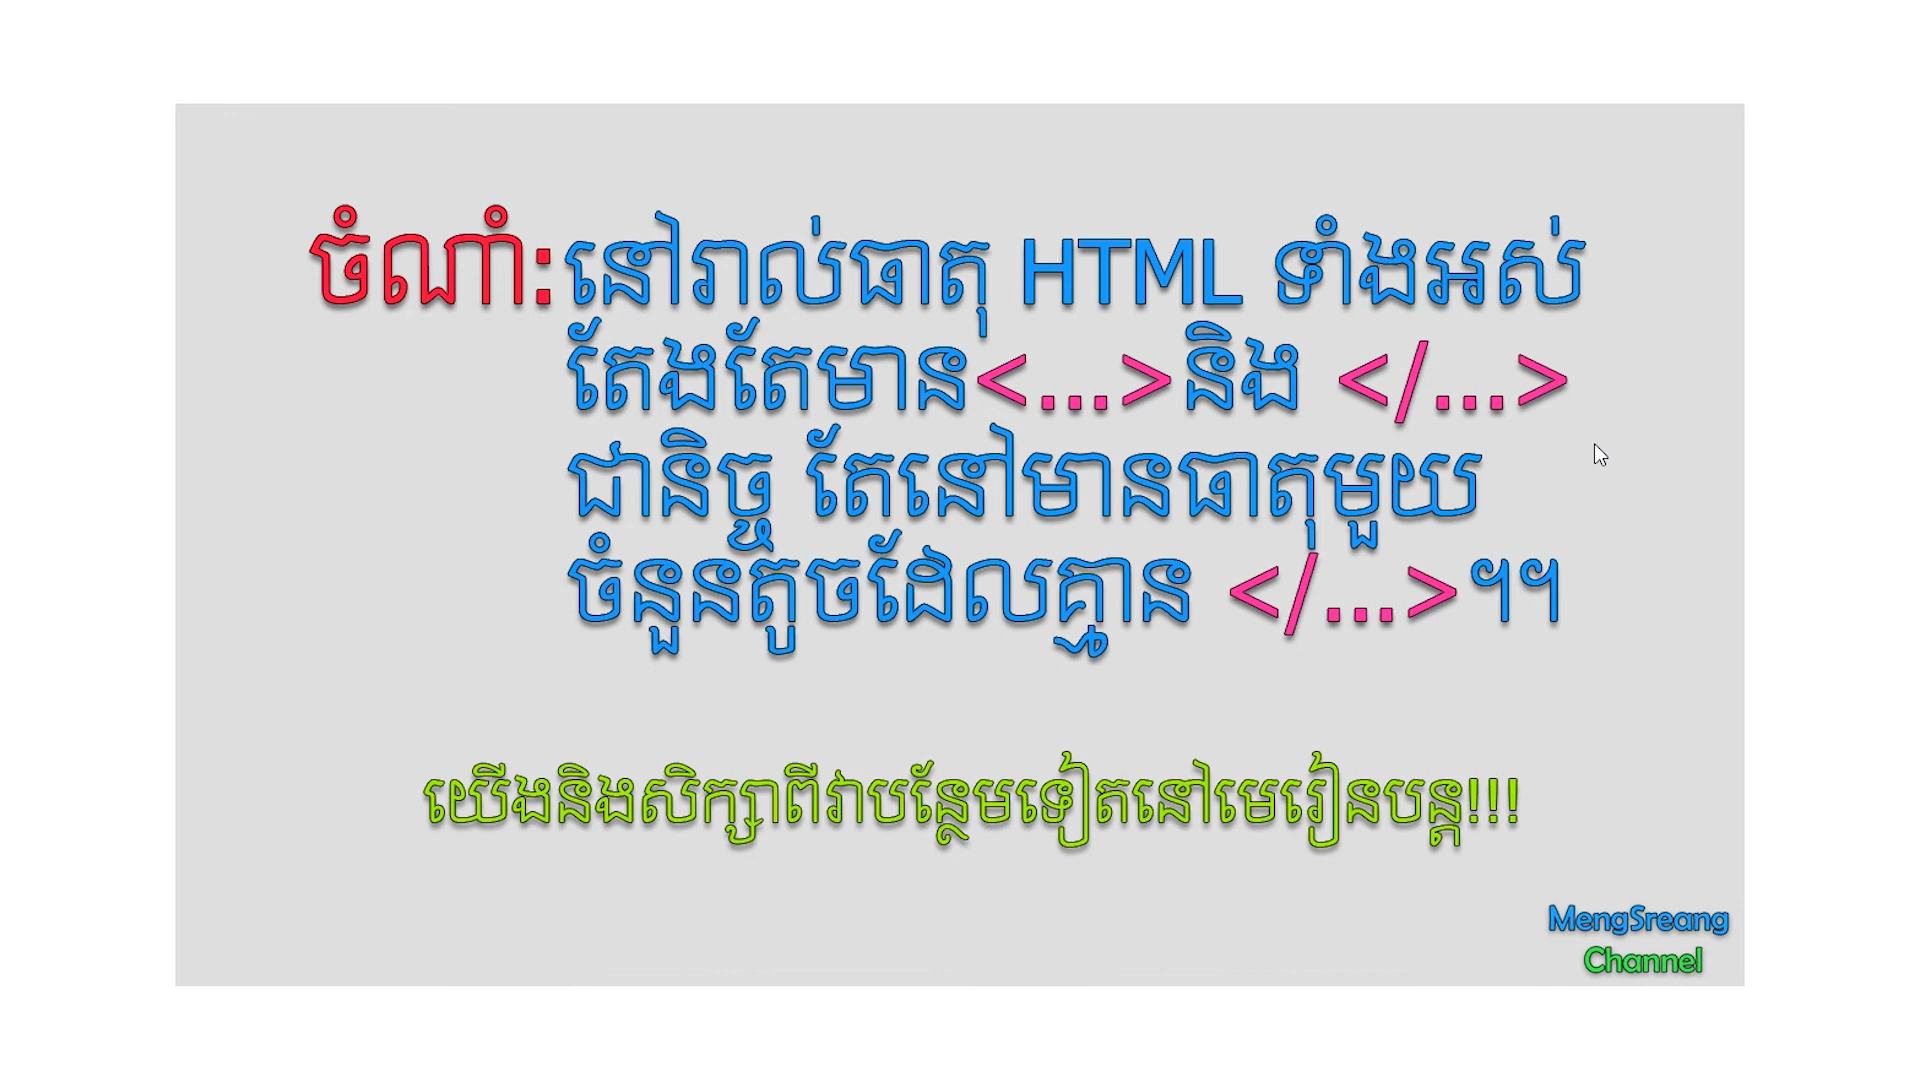 ចំណាំ:នៅរាល់ធាតុ HTML ទាំងអស់
តែងតែមាន<...>និង </...>
ជានិច្ច តែនៅមានធាតុមួយ
ចំនួនតូចដែលគ្មាន </...>។។
យើងនិងសិក្សាពីវាបន្ថែមទៀតនៅមេរៀនបន្ត!!!
MengSreang
Channel